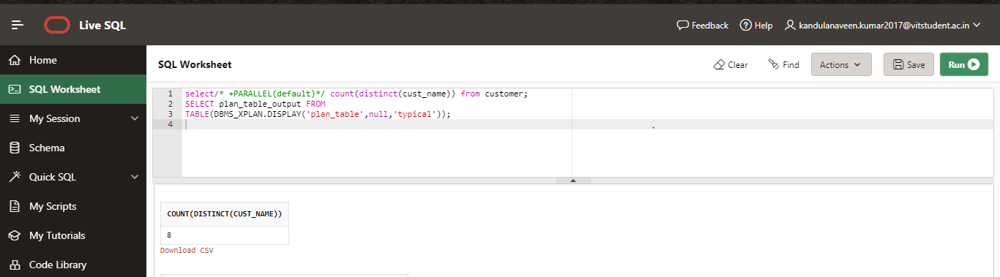 Live SQL
Feedback
Help
kandulanaveen.kumar2017@vitstudent.ac.in
Home
SQL Worksheet
My Session
Schema
Quick SQL
My Scripts
My Tutorials
Code Library
SQL Worksheet
Clear
Find
Actions
Save
Run
1 select/* +PARALLEL(default)*/ count(distinct(cust_name)) from customer;
2 SELECT plan_table_output FROM
3 TABLE(DBMS_XPLAN.DISPLAY('plan_table',null,'typical'));
4
COUNT(DISTINCT(CUST_NAME))
8
Download CSV